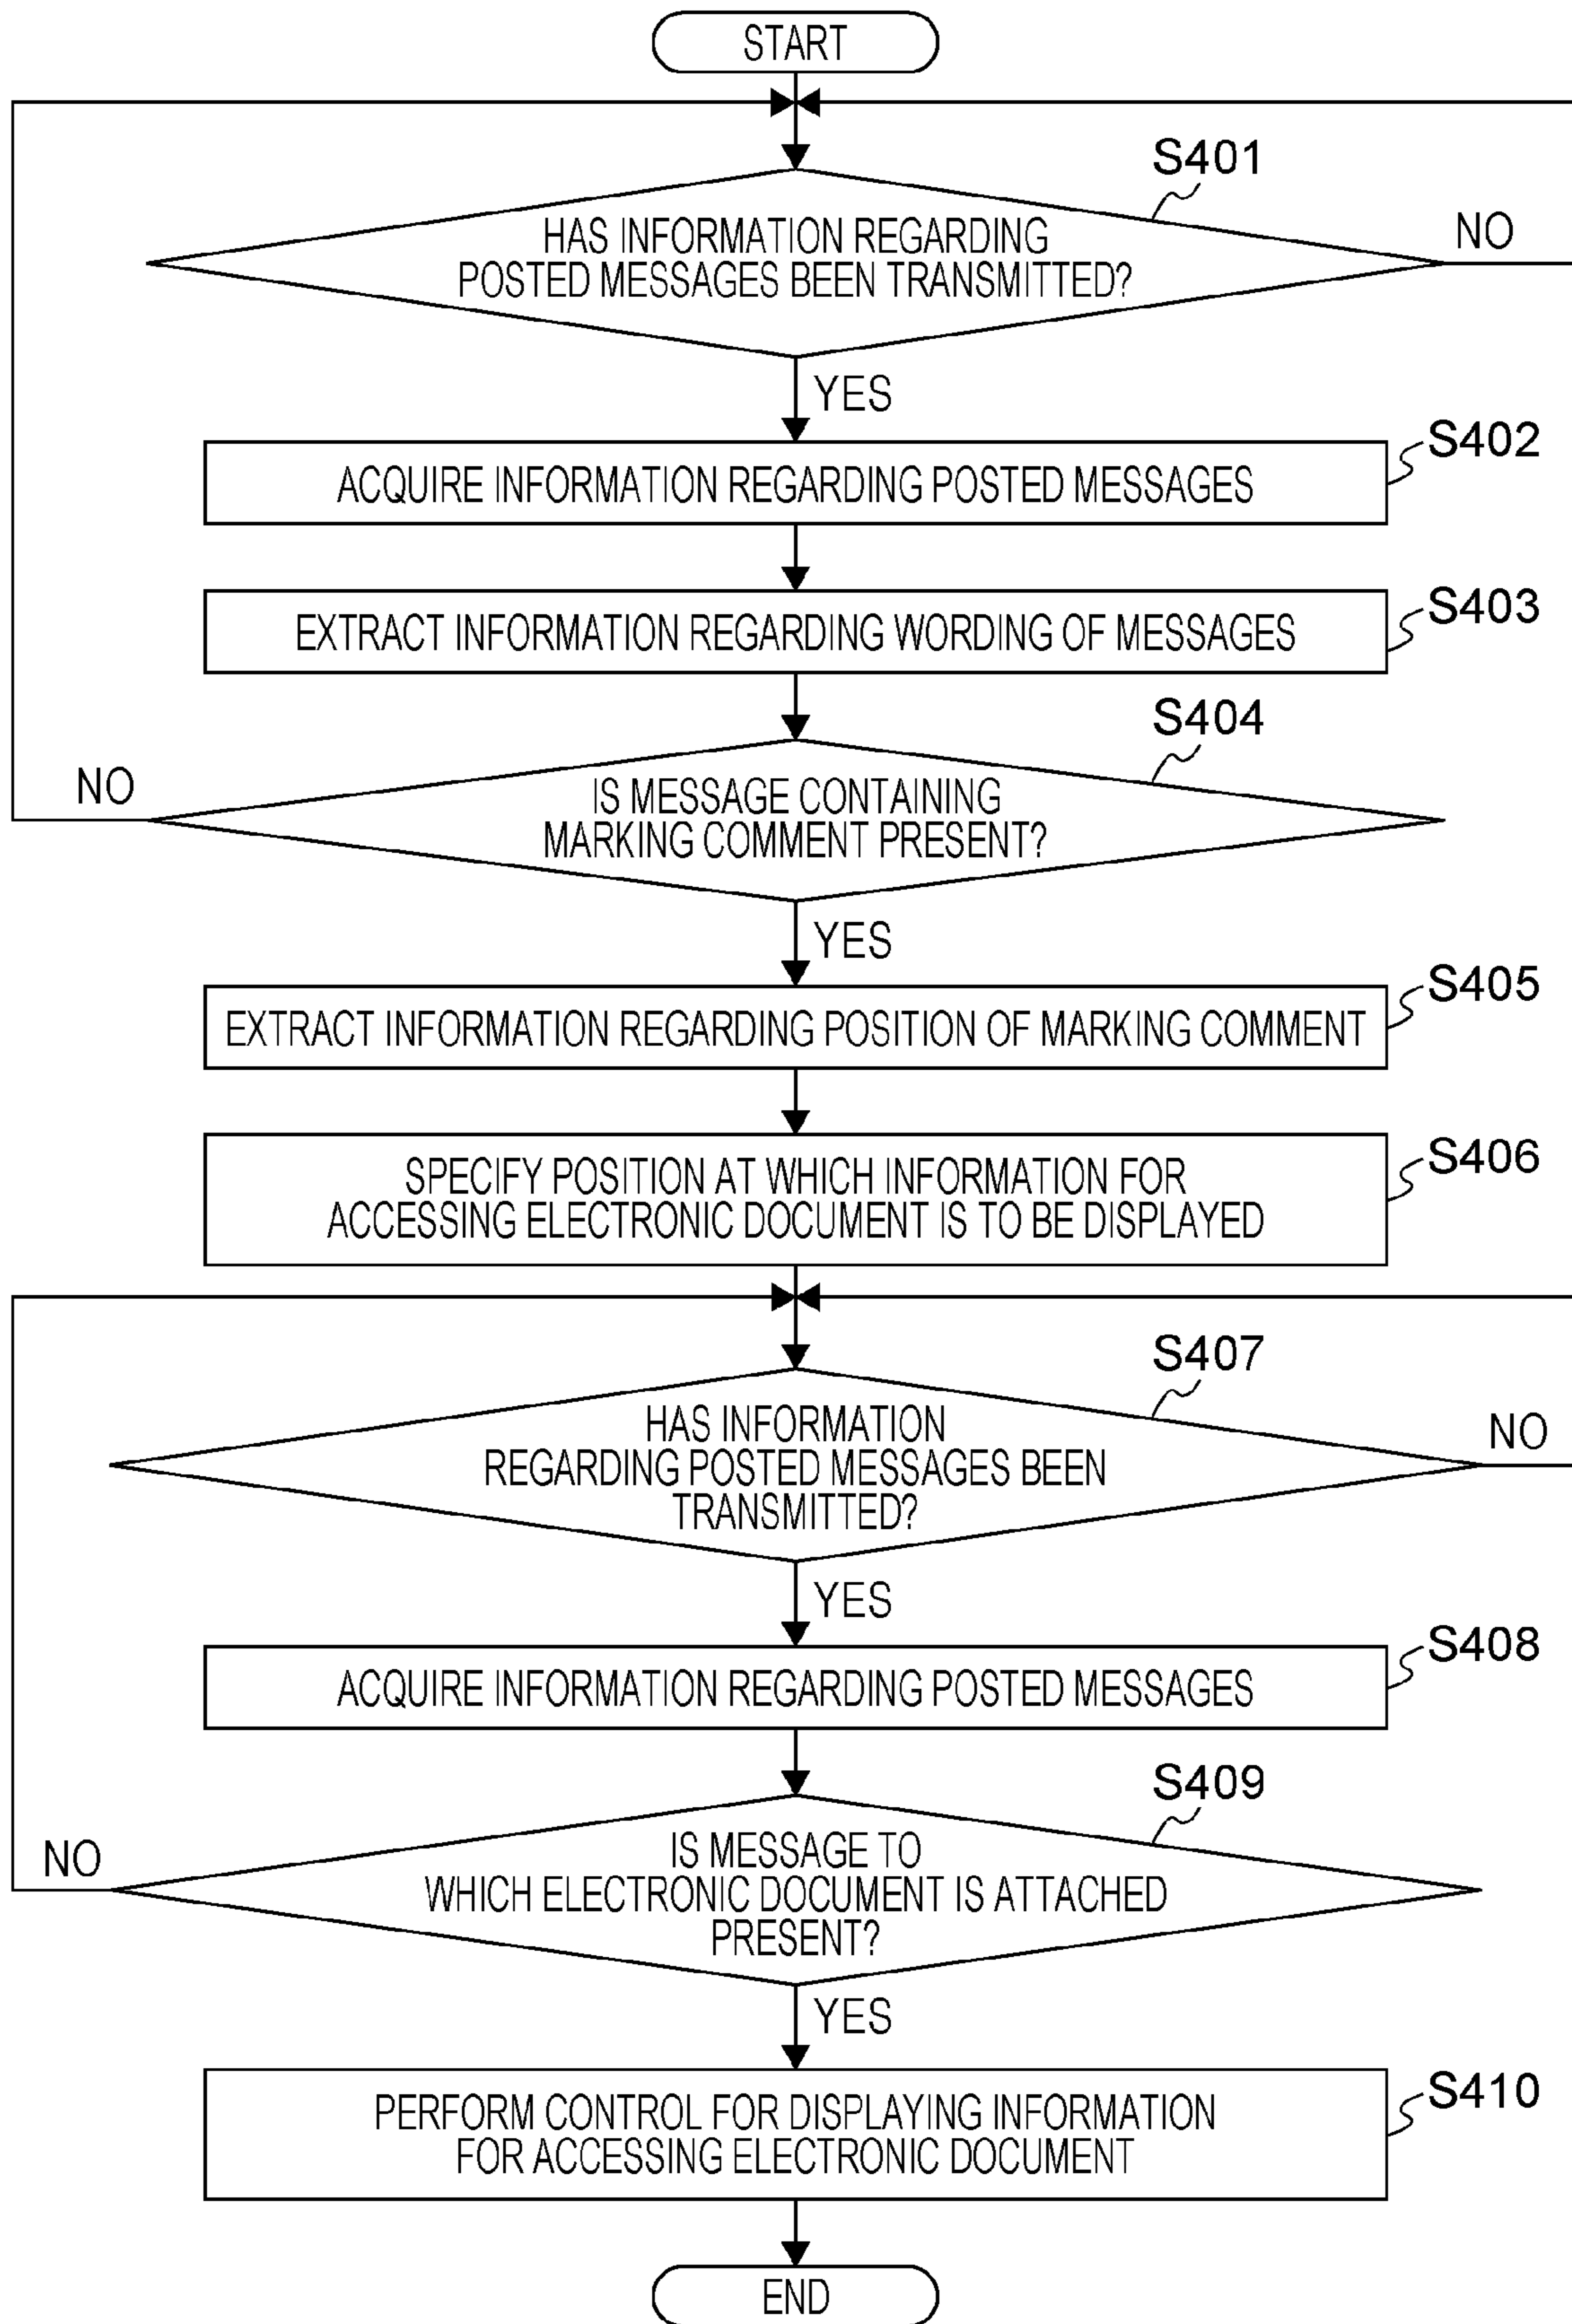 START
S401
HAS INFORMATION REGARDING
POSTED MESSAGES BEEN TRANSMITTED?
NO
YES
S402
ACQUIRE INFORMATION REGARDING POSTED MESSAGES
S403
EXTRACT INFORMATION REGARDING WORDING OF MESSAGES
S404
NO
IS MESSAGE CONTAINING
MARKING COMMENT PRESENT?
YES
S405
EXTRACT INFORMATION REGARDING POSITION OF MARKING COMMENT
S406
SPECIFY POSITION AT WHICH INFORMATION FOR
ACCESSING ELECTRONIC DOCUMENT IS TO BE DISPLAYED
S407
HAS INFORMATION
REGARDING POSTED MESSAGES BEEN
TRANSMITTED?
NO
YES
S408
ACQUIRE INFORMATION REGARDING POSTED MESSAGES
S409
NO
IS MESSAGE TO
WHICH ELECTRONIC DOCUMENT IS ATTACHED
PRESENT?
YES
S410
PERFORM CONTROL FOR DISPLAYING INFORMATION
FOR ACCESSING ELECTRONIC DOCUMENT
END